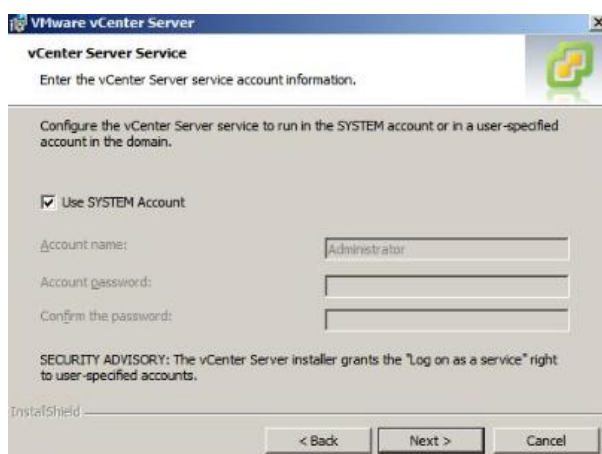 VMware vCenter Server
vCenter Server Service
Enter the vCenter Server service account information.
Configure the vCenter Server service to run in the SYSTEM account or in a user-specified
account in the domain.
Use SYSTEM Account
Account name:
Administrator
Account password:
Confirm the password:
SECURITY ADVISORY: The vCenter Server installer grants the "Log on as a service" right
to user-specified accounts.
InstallShield
< Back Next > Cancel